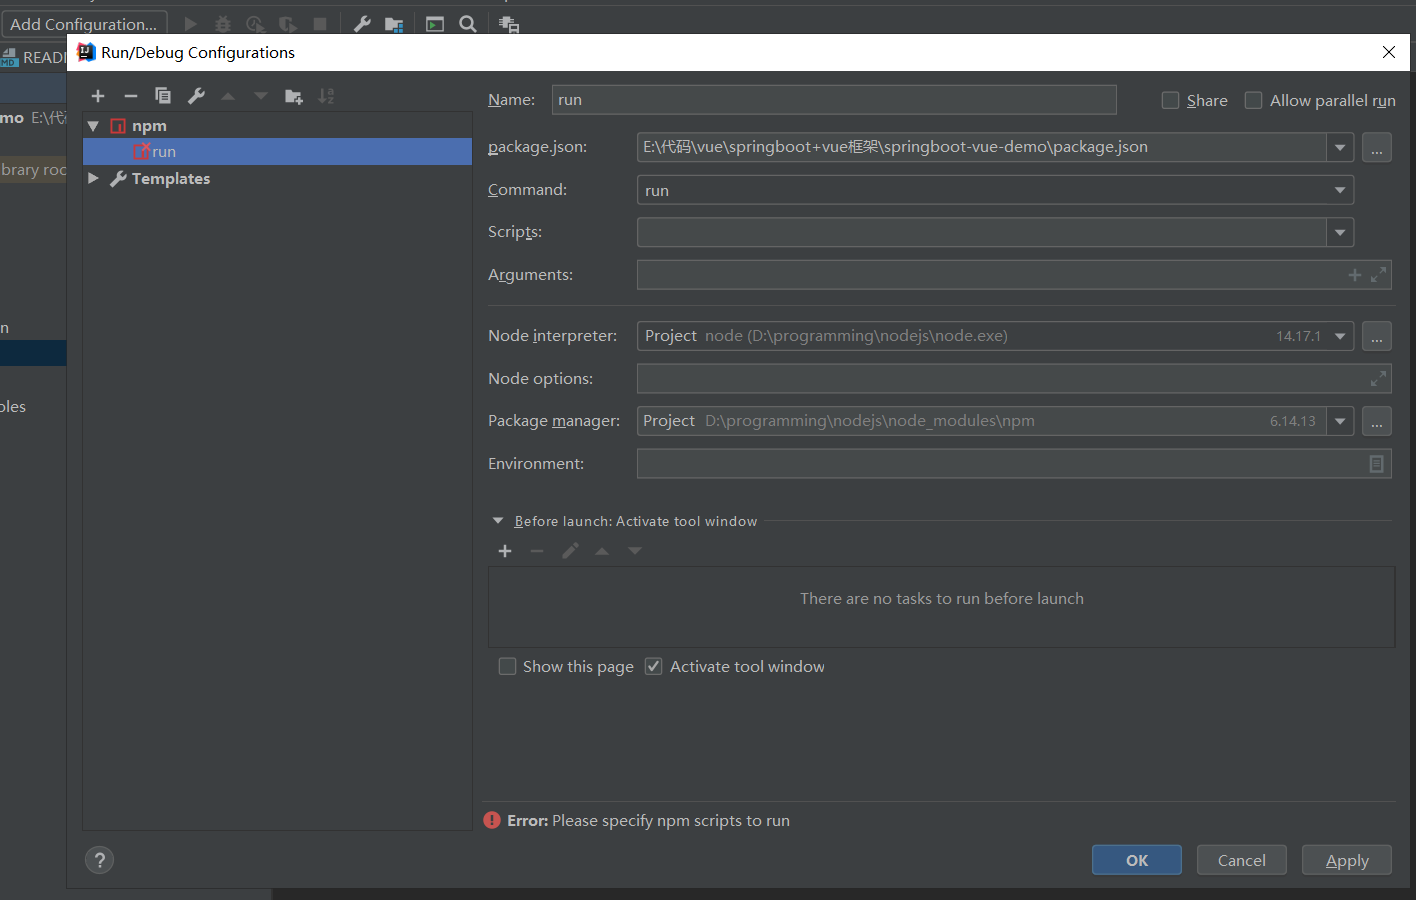 Add Configuration...
READ
Run/Debug Configurations
mo E:\代
brary roo
n
oles
npm
run
Templates
Name: run
Share
Allow parallel run
package.json: E:\代码\vue\springboot+vue框架\springboot-vue-demo\package.json
...
Command: run
Scripts:
Arguments:
Node interpreter: Project node (D:\programming\nodejs\node.exe) 14.17.1
...
Node options:
Package manager: Project D:\programming\nodejs\node_modules\npm 6.14.13
...
Environment:
Before launch: Activate tool window
There are no tasks to run before launch
Show this page
Activate tool window
Error: Please specify npm scripts to run
?
OK
Cancel
Apply